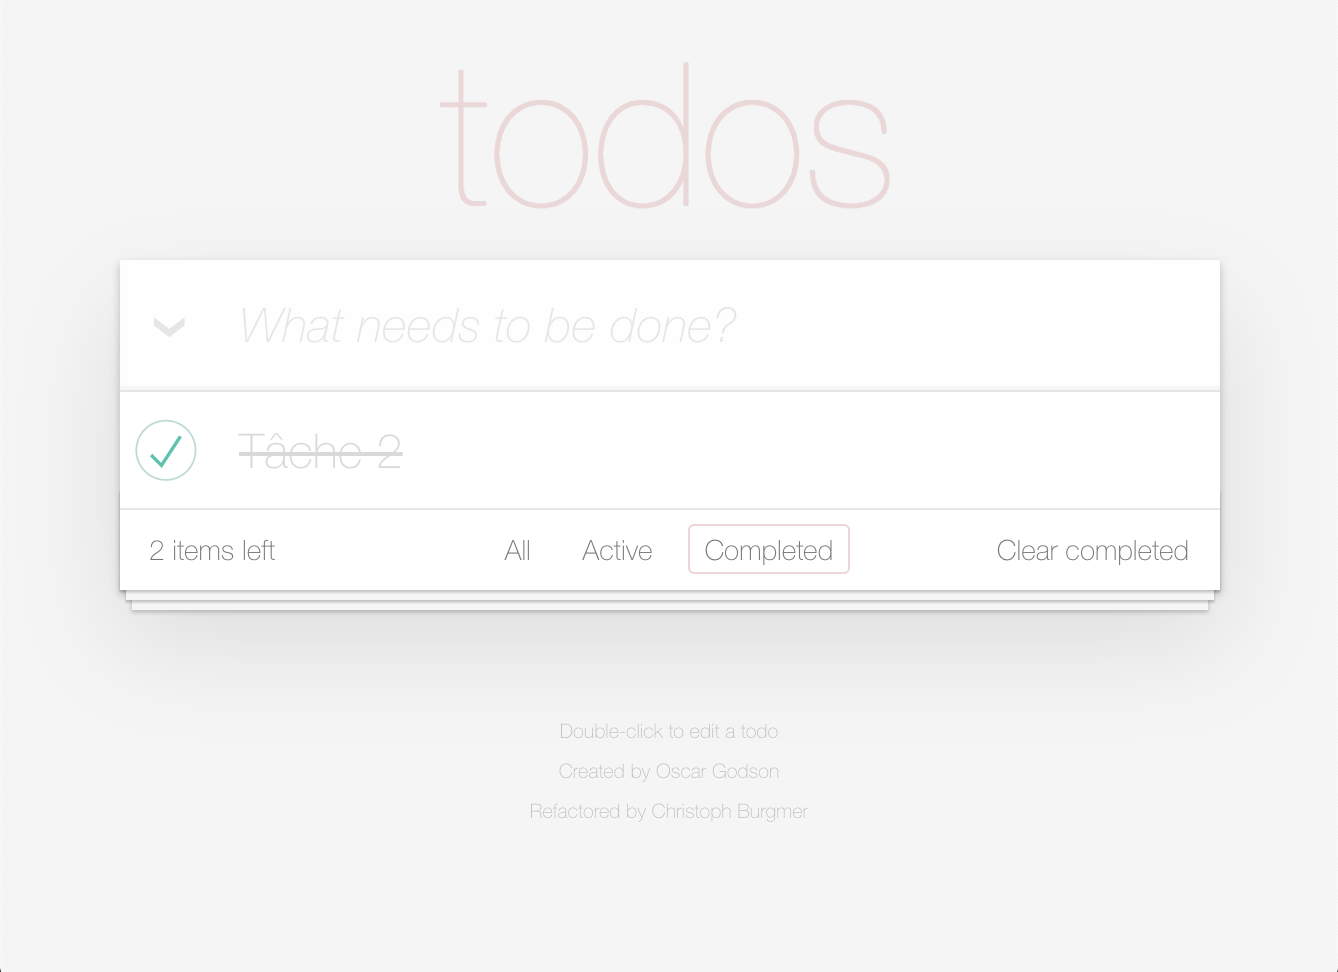 todos
What needs to be done?
Tâche 2
2 items left All Active Completed Clear completed
Double-click to edit a todo
Created by Oscar Godson
Refactored by Christoph Burgmer